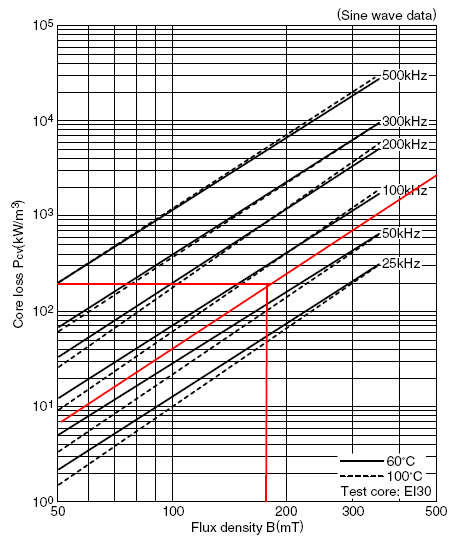 (Sine wave data)
10⁵
10⁴
10³
10²
10¹
10⁰
Core loss Pcv(kW/m³)
500kHz
300kHz
200kHz
100kHz
50kHz
25kHz
60°C
100°C
Test core: EI30
50
100
200
300
500
Flux density B(mT)